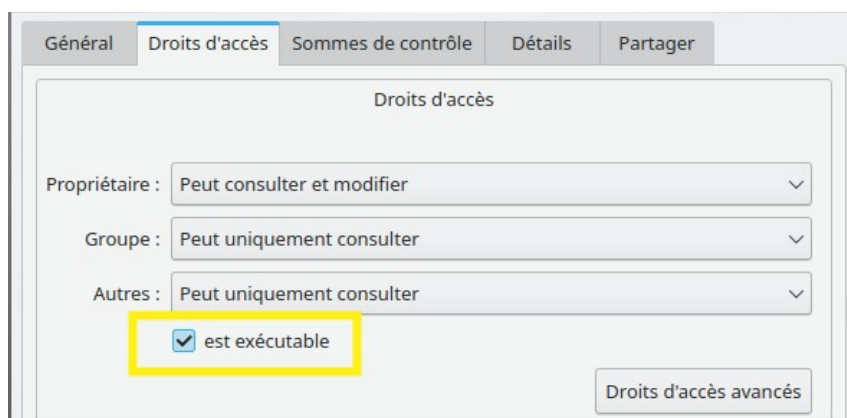 Général Droits d'accès Sommes de contrôle Détails Partager
Droits d'accès
Propriétaire : Peut consulter et modifier
Groupe : Peut uniquement consulter
Autres : Peut uniquement consulter
est exécutable
Droits d'accès avancés